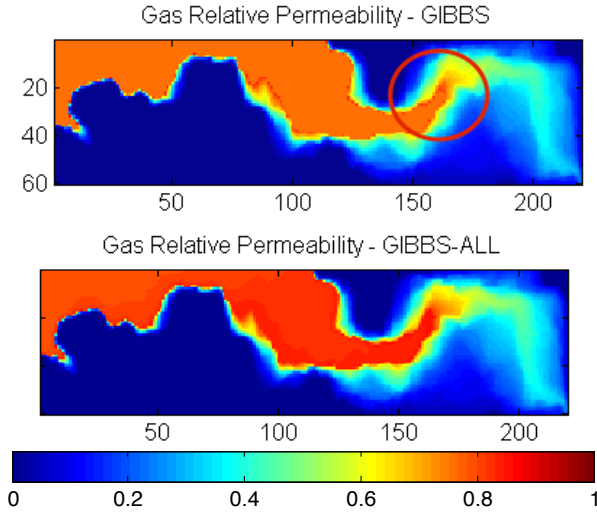 Gas Relative Permeability - GIBBS
20
40
60
50 100 150 200
Gas Relative Permeability - GIBBS-ALL
50 100 150 200
0 0.2 0.4 0.6 0.8 1